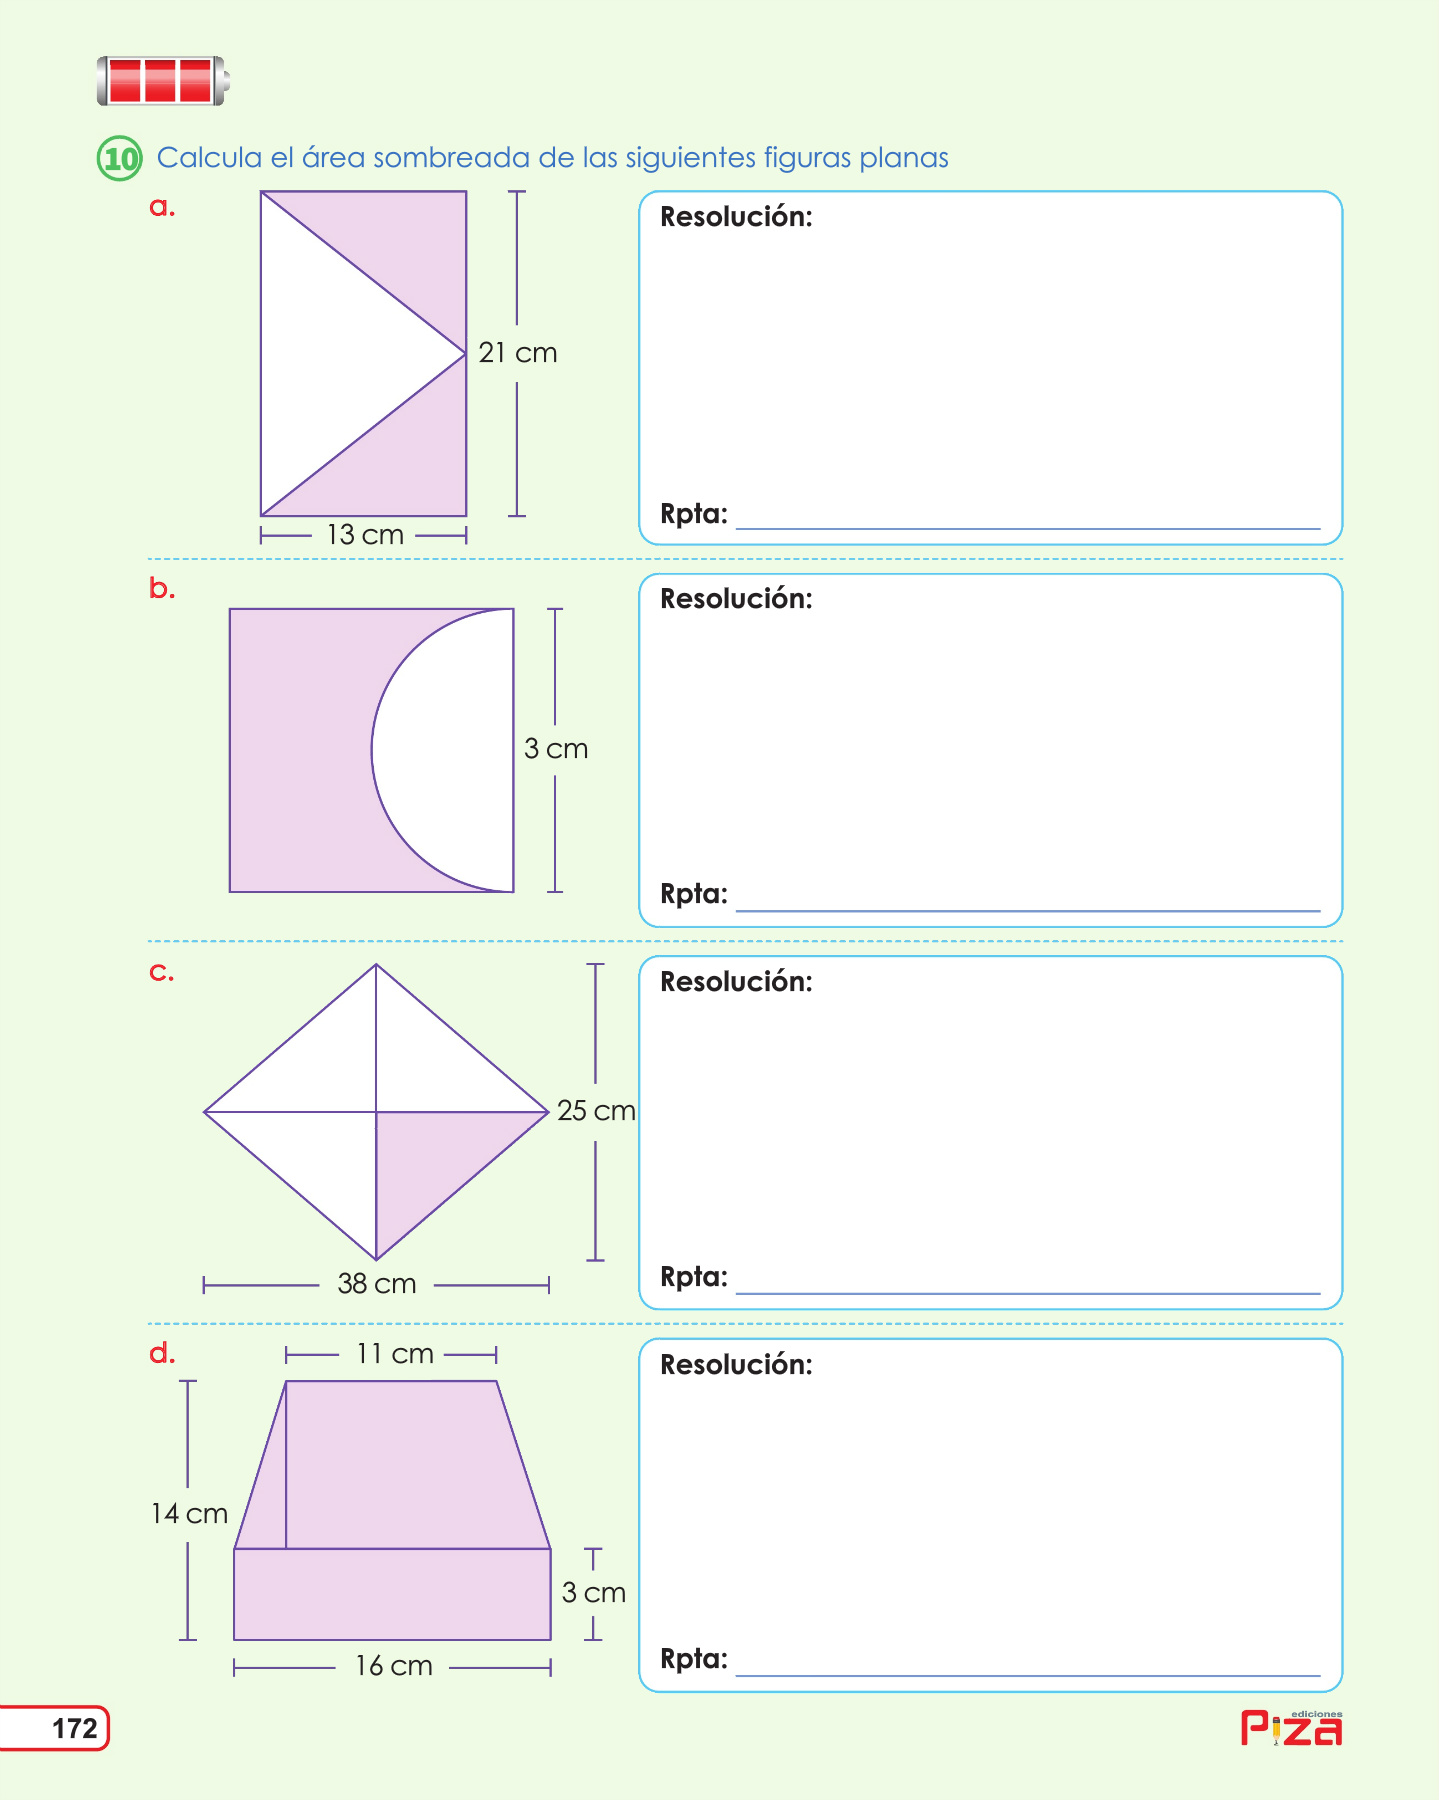 10 Calcula el área sombreada de las siguientes figuras planas
a.
21 cm
13 cm
Resolución:
Rpta:
b.
3 cm
Resolución:
Rpta:
c.
25 cm
38 cm
Resolución:
Rpta:
d.
11 cm
14 cm
3 cm
16 cm
Resolución:
Rpta:
172
ediciones
Piza